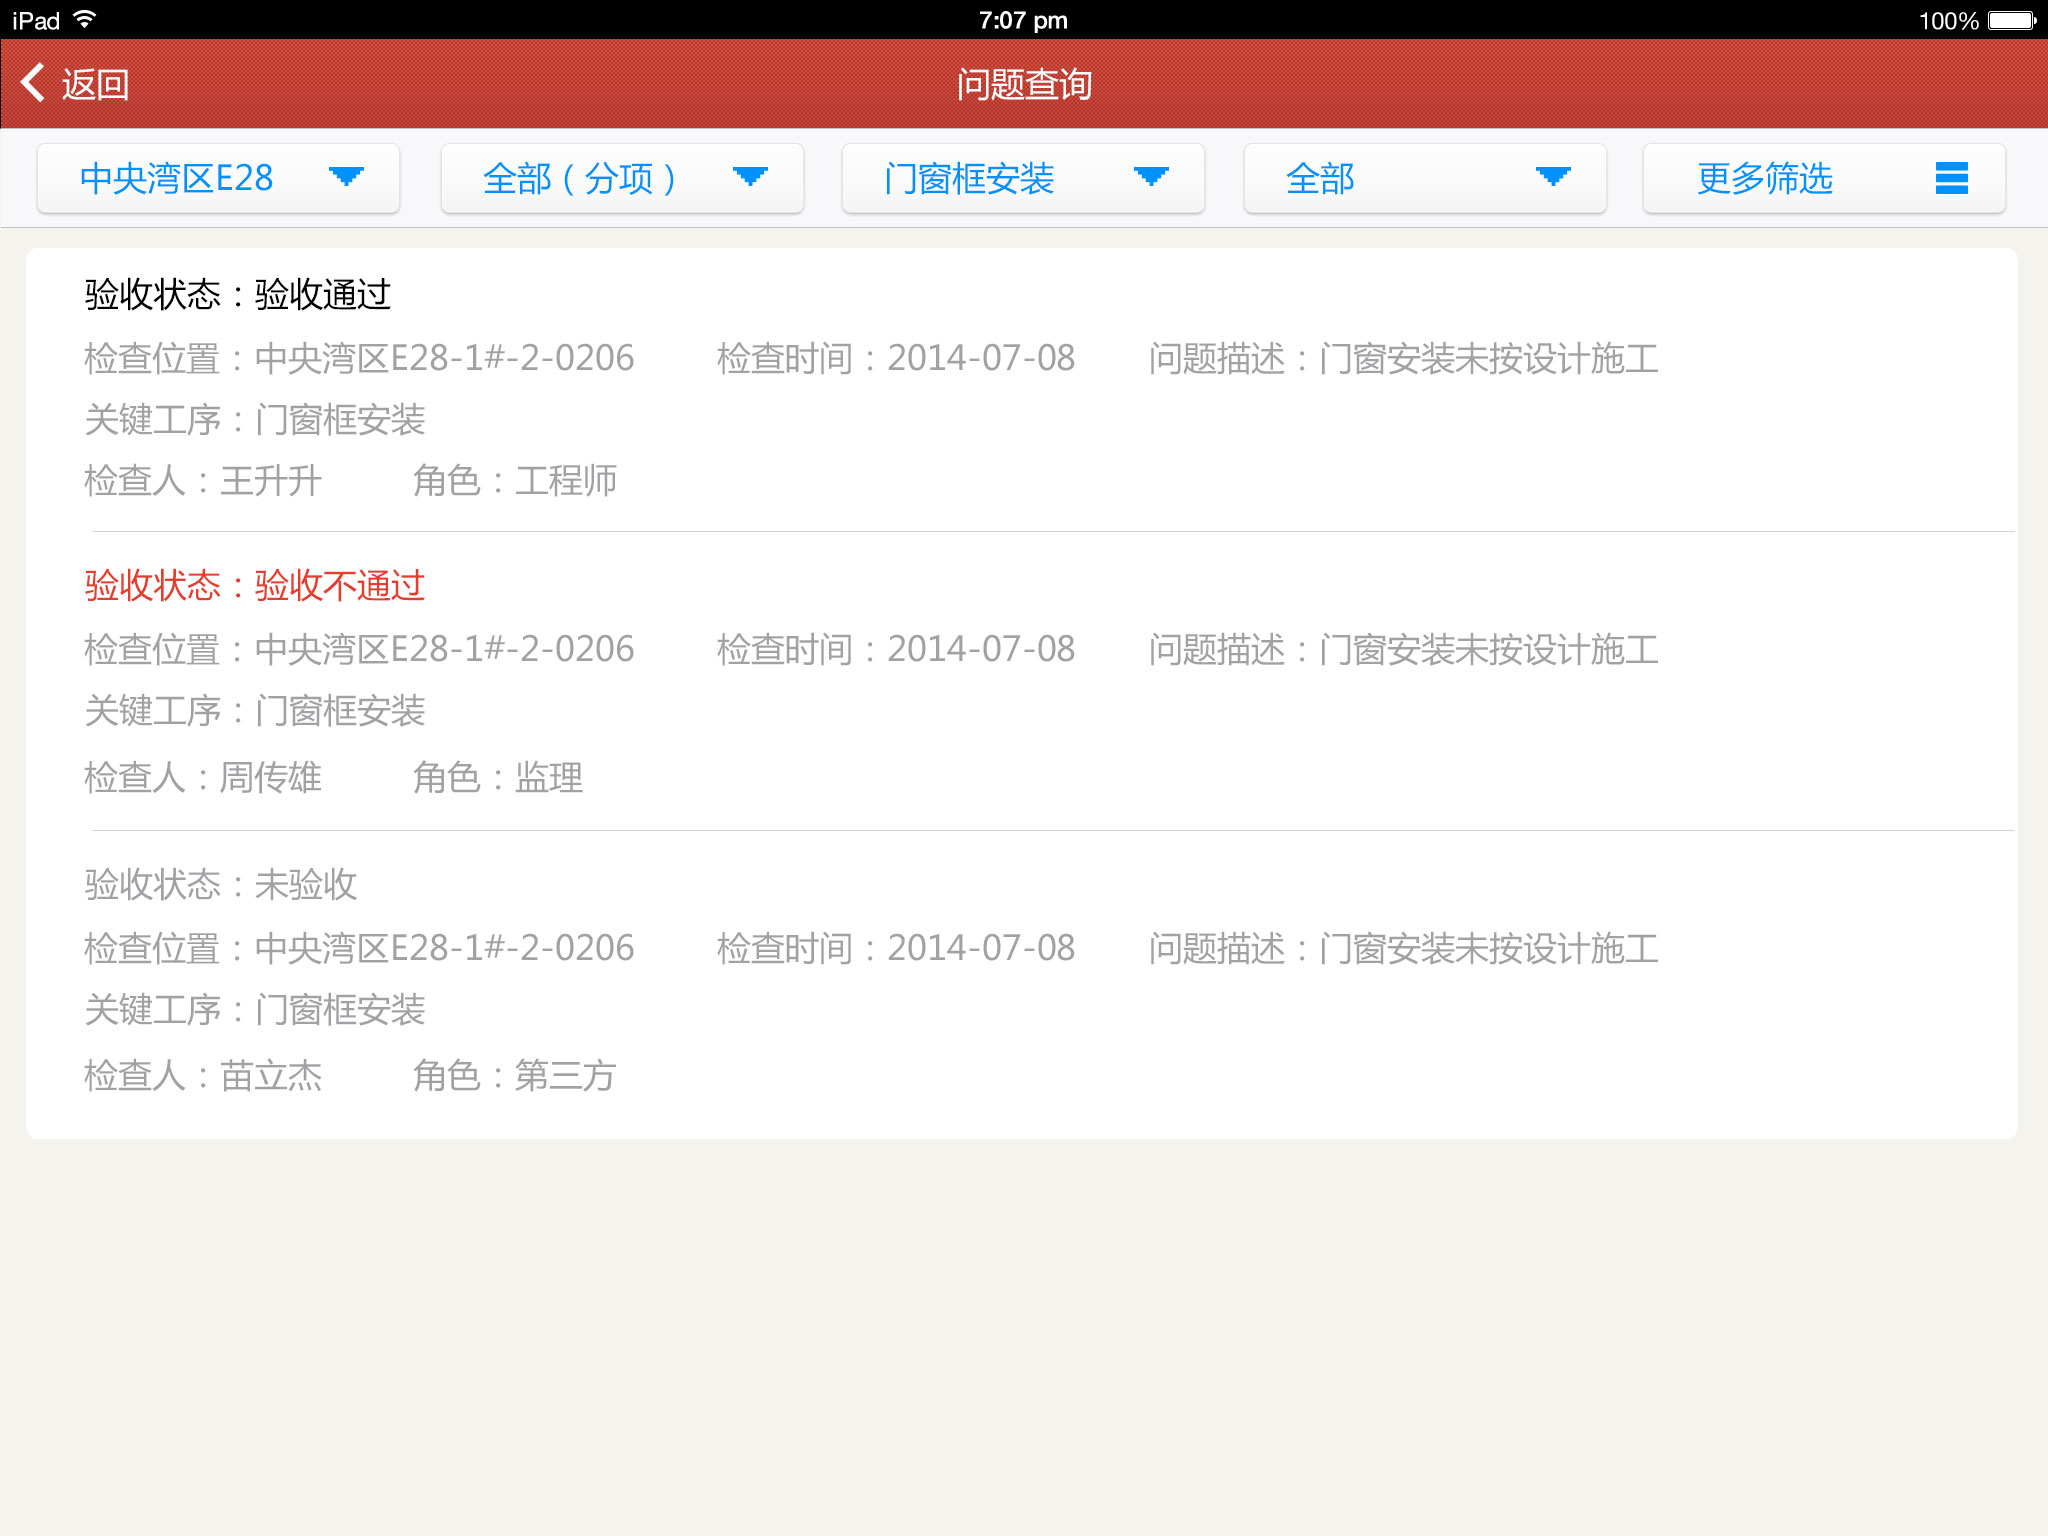 iPad 7:07 pm 100%
返回 问题查询
中央湾区E28 全部（分项） 门窗框安装 全部 更多筛选
验收状态：验收通过
检查位置：中央湾区E28-1#-2-0206 检查时间：2014-07-08 问题描述：门窗安装未按设计施工
关键工序：门窗框安装
检查人：王升升 角色：工程师
验收状态：验收不通过
检查位置：中央湾区E28-1#-2-0206 检查时间：2014-07-08 问题描述：门窗安装未按设计施工
关键工序：门窗框安装
检查人：周传雄 角色：监理
验收状态：未验收
检查位置：中央湾区E28-1#-2-0206 检查时间：2014-07-08 问题描述：门窗安装未按设计施工
关键工序：门窗框安装
检查人：苗立杰 角色：第三方